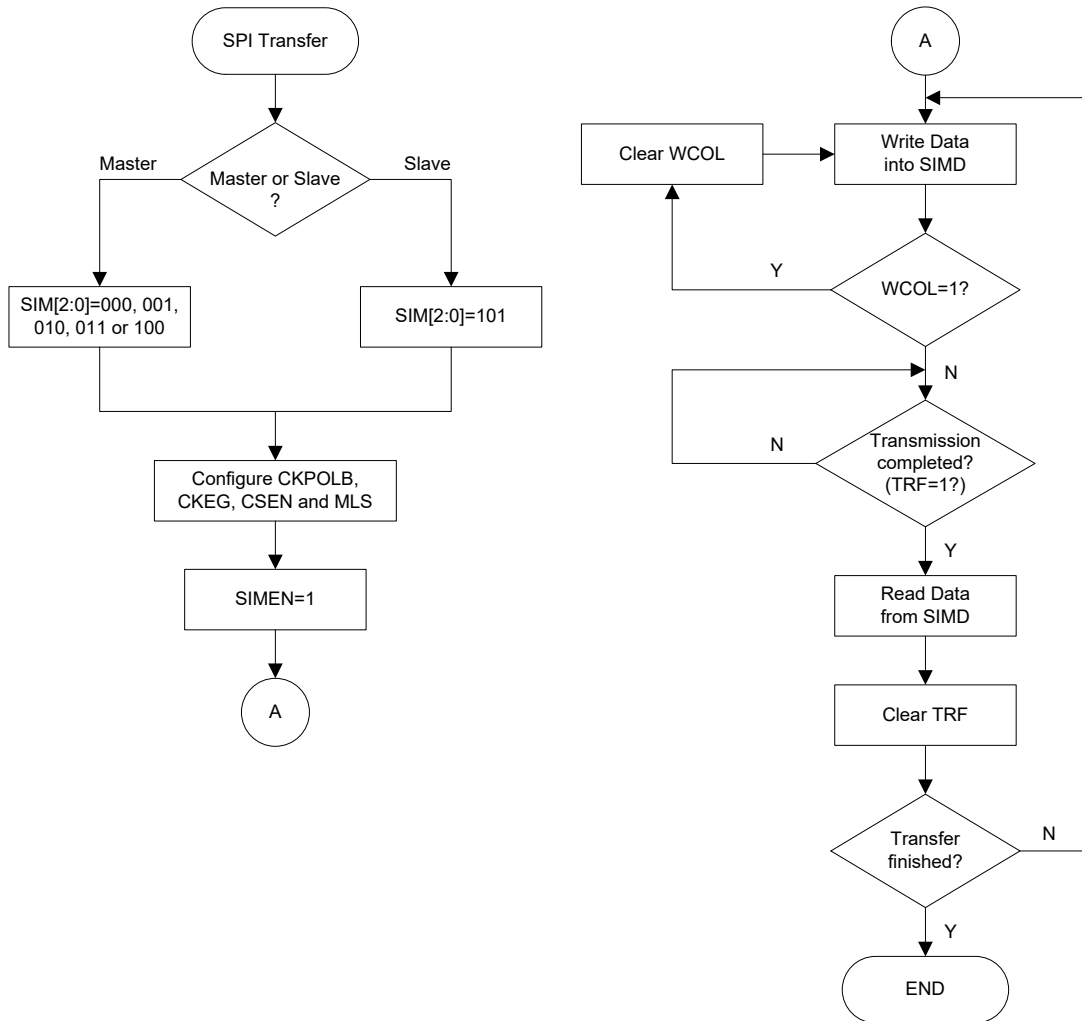 SPI Transfer
Master
Slave
Master or Slave
?
SIM[2:0]=000, 001,
010, 011 or 100
SIM[2:0]=101
Configure CKPOLB,
CKEG, CSEN and MLS
SIMEN=1
A
A
Clear WCOL
Write Data
into SIMD
Y
WCOL=1?
N
N
Transmission
completed?
(TRF=1?)
Y
Read Data
from SIMD
Clear TRF
Transfer
finished?
N
Y
END